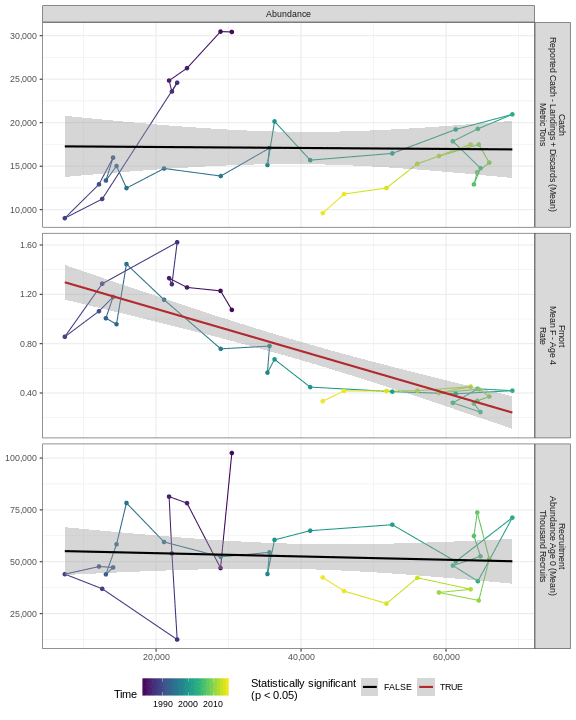 Abundance
30,000
25,000
20,000
15,000
10,000
Catch
Reported Catch - Landings + Discards (Mean)
Metric Tons
1.60
1.20
0.80
0.40
Fmort
Mean F - Age 4
Rate
100,000
75,000
50,000
25,000
Recruitment
Abundance Age 0 (Mean)
Thousand Recruits
20,000 40,000 60,000
Time
1990 2000 2010
Statistically significant
(p < 0.05)
FALSE TRUE